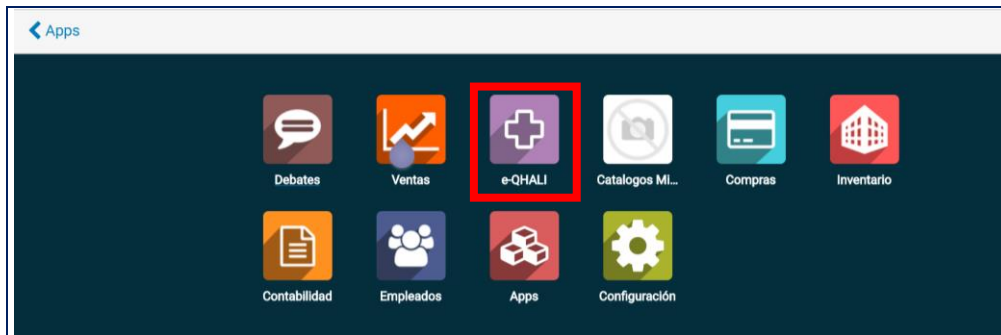 Apps
Debates Ventas e-QHALI Catalogos Mi... Compras Inventario
Contabilidad Empleados Apps Configuración